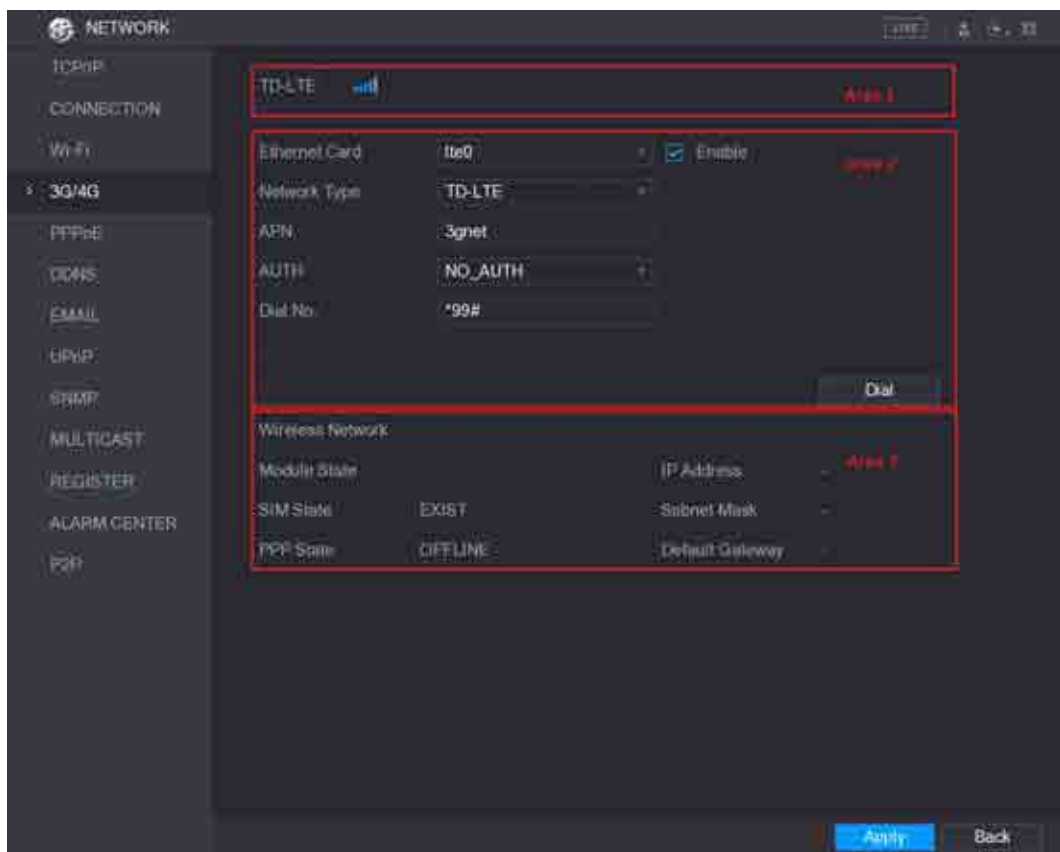 NETWORK
LIVE
TCP/IP
CONNECTION
Wi-Fi
3G/4G
PPPoE
DDNS
EMAIL
UPnP
SNMP
MULTICAST
REGISTER
ALARM CENTER
P2P
TD-LTE
Area 1
Ethernet Card lte0 Enable
Area 2
Network Type TD-LTE
APN 3gnet
AUTH NO_AUTH
Dial No. *99#
Dial
Wireless Network
Area 3
Module State IP Address -
SIM State EXIST Subnet Mask -
PPP State OFFLINE Default Gateway -
Apply Back